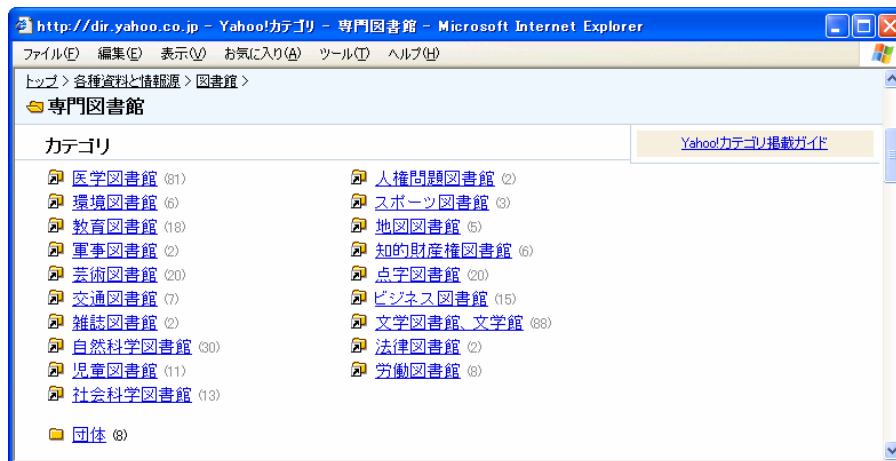 http://dir.yahoo.co.jp - Yahoo!カテゴリ - 専門図書館 - Microsoft Internet Explorer
ファイル(F) 編集(E) 表示(V) お気に入り(A) ツール(T) ヘルプ(H)
トップ > 各種資料と情報源 > 図書館 >
専門図書館
カテゴリ
Yahoo!カテゴリ掲載ガイド
医学図書館 (81)
環境図書館 (6)
教育図書館 (18)
軍事図書館 (2)
芸術図書館 (20)
交通図書館 (7)
雑誌図書館 (2)
自然科学図書館 (30)
児童図書館 (11)
社会科学図書館 (13)
人権問題図書館 (2)
スポーツ図書館 (3)
地図図書館 (5)
知的財産権図書館 (6)
点字図書館 (20)
ビジネス図書館 (15)
文学図書館、文学館 (88)
法律図書館 (2)
労働図書館 (8)
団体 (8)